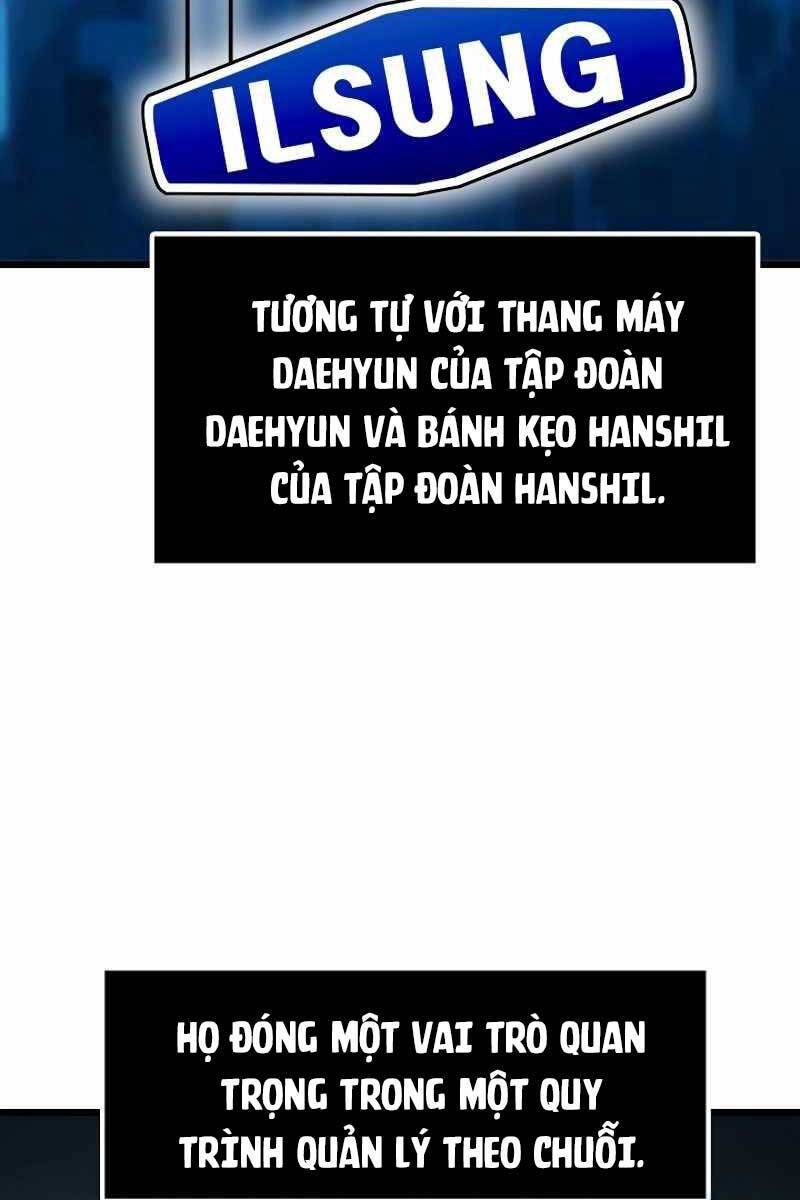 ILSUNG
TƯƠNG TỰ VỚI THANG MÁY
DAEHYUN CỦA TẬP ĐOÀN
DAEHYUN VÀ BÁNH KẸO HANSHIL
CỦA TẬP ĐOÀN HANSHIL.
HỌ ĐÓNG MỘT VAI TRÒ QUAN
TRỌNG TRONG MỘT QUY
TRÌNH QUẢN LÝ THEO CHUỖI.